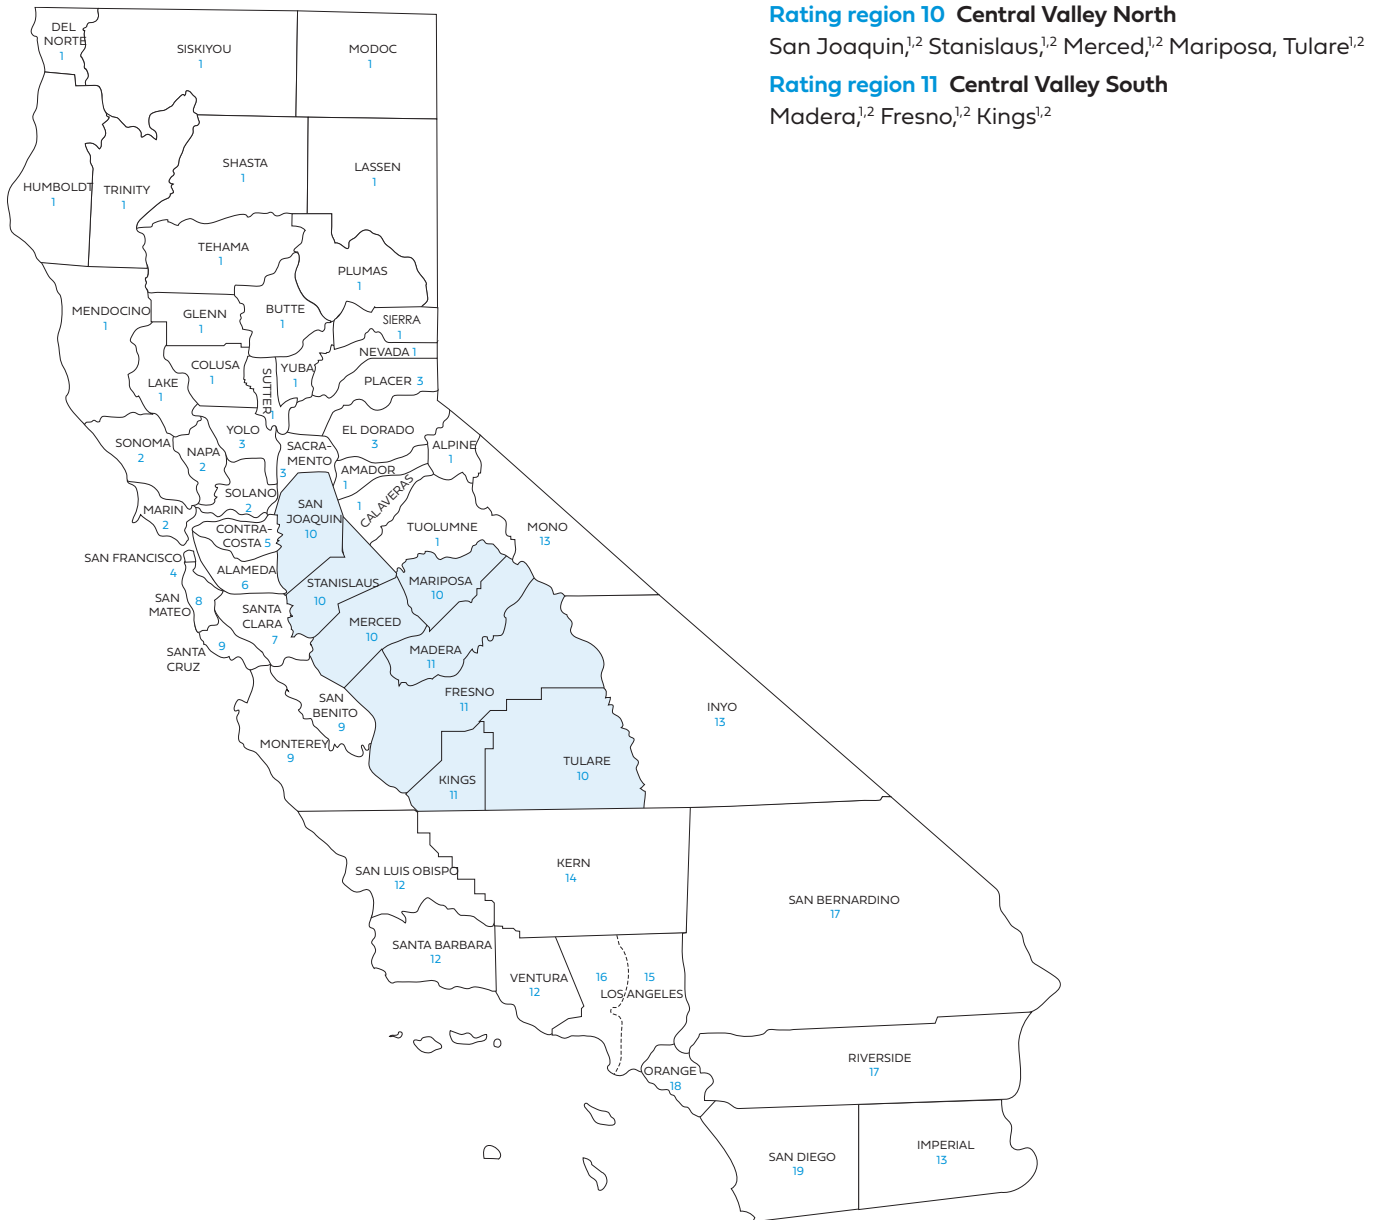 Rating region 10 Central Valley North
San Joaquin,1,2 Stanislaus,1,2 Merced,1,2 Mariposa, Tulare1,2
Rating region 11 Central Valley South
Madera,1,2 Fresno,1,2 Kings1,2
DEL
NORTE
1
SISKIYOU
1
MODOC
1
HUMBOLDT
1
TRINITY
1
SHASTA
1
LASSEN
1
TEHAMA
1
PLUMAS
1
MENDOCINO
1
GLENN
1
BUTTE
1
SIERRA
1
NEVADA 1
COLUSA
1
SUTTER
1
YUBA
1
PLACER 3
LAKE
1
SONOMA
2
NAPA
2
YOLO
3
SACRA-
MENTO
3
EL DORADO
3
ALPINE
1
AMADOR
1
CALAVERAS
1
SOLANO
2
MARIN
2
CONTRA-
COSTA 5
SAN
JOAQUIN
10
TUOLUMNE
1
MONO
13
SAN FRANCISCO
4
ALAMEDA
6
STANISLAUS
10
MARIPOSA
10
SAN
MATEO
8
SANTA
CLARA
7
MERCED
10
SANTA
CRUZ
9
MADERA
11
SAN
BENITO
9
FRESNO
11
INYO
13
MONTEREY
9
KINGS
11
TULARE
10
SAN LUIS OBISPO
12
KERN
14
SAN BERNARDINO
17
SANTA BARBARA
12
VENTURA
12
16
15
LOS ANGELES
ORANGE
18
RIVERSIDE
17
SAN DIEGO
19
IMPERIAL
13